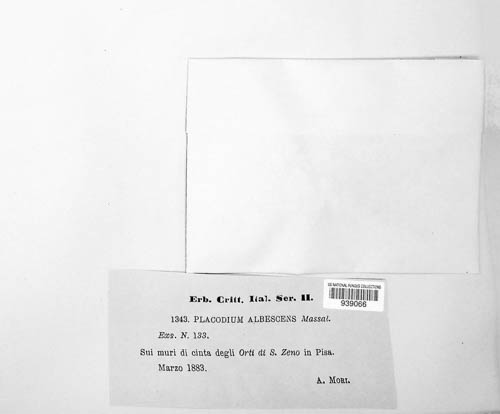 Erb. Critt. Ital. Ser. II.
US NATIONAL FUNGUS COLLECTIONS
939066
1343. PLACODIUM ALBESCENS Massal.
Exs. N. 133.
Sui muri di cinta degli Orti di S. Zeno in Pisa.
Marzo 1883.
A. MORI.